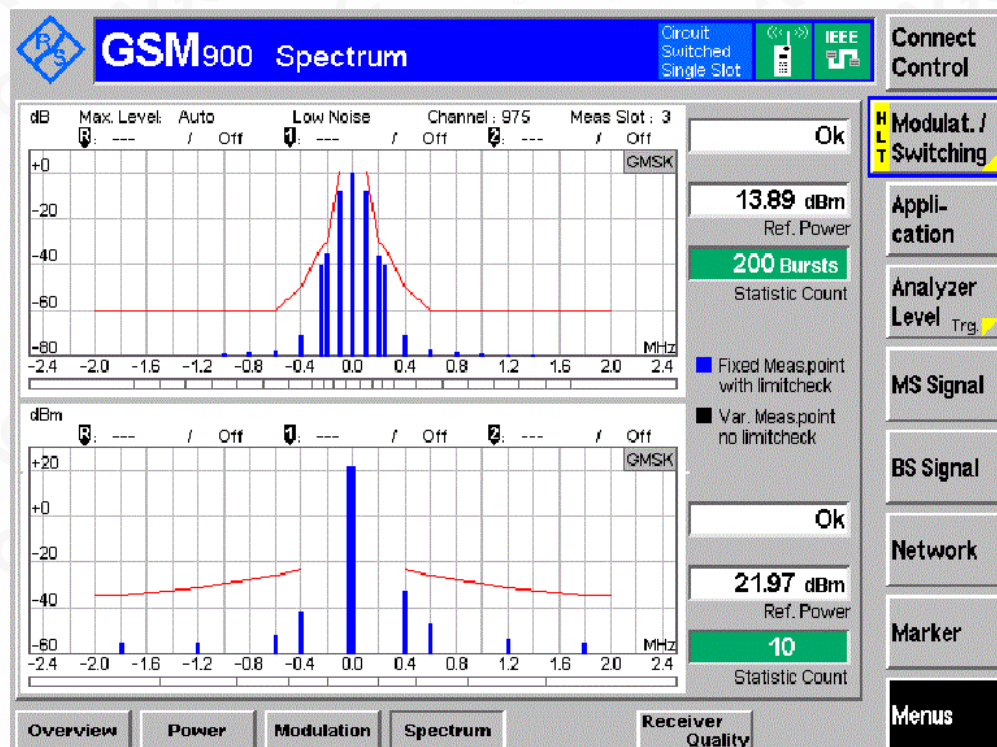 R&S
GSM900 Spectrum
Circuit
Switched
Single Slot
IEEE
Connect
Control
dB Max. Level: Auto Low Noise Channel : 975 Meas Slot : 3
R: --- / Off 1: --- / Off 2: --- / Off
GMSK
+0
-20
-40
-60
-80
MHz
-2.4 -2.0 -1.6 -1.2 -0.8 -0.4 0.0 0.4 0.8 1.2 1.6 2.0 2.4
Ok
13.89 dBm
Ref. Power
200 Bursts
Statistic Count
Fixed Meas.point
with limitcheck
Var. Meas.point
no limitcheck
dBm
R: --- / Off 1: --- / Off 2: --- / Off
GMSK
+20
+0
-20
-40
-60
MHz
-2.4 -2.0 -1.6 -1.2 -0.8 -0.4 0.0 0.4 0.8 1.2 1.6 2.0 2.4
Ok
21.97 dBm
Ref. Power
10
Statistic Count
HLT
Modulat. /
Switching
Appli-
cation
Analyzer
Level Trg.
MS Signal
BS Signal
Network
Marker
Menus
Overview
Power
Modulation
Spectrum
Receiver
Quality